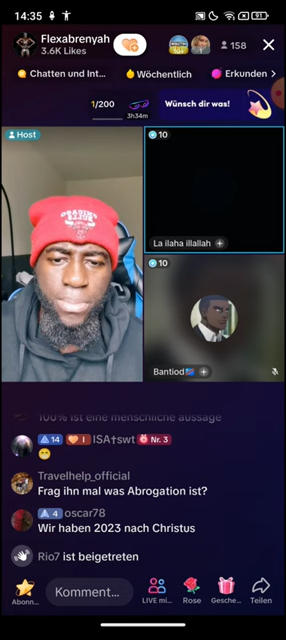 14:35
91
Flexabrenyah
3.6K Likes
158
Chatten und Int...
Wöchentlich
Erkunden
1/200
3h34m
Wünsch dir was!
Host
10
La ilaha illallah
10
Bantiod
100% ist eine menschliche aussage
14
I
ISA†swt
Nr. 3
Travelhelp_official
Frag ihn mal was Abrogation ist?
4
oscar78
Wir haben 2023 nach Christus
Rio7 ist beigetreten
Abonn...
Komment...
LIVE mi...
Rose
Gesche...
Teilen